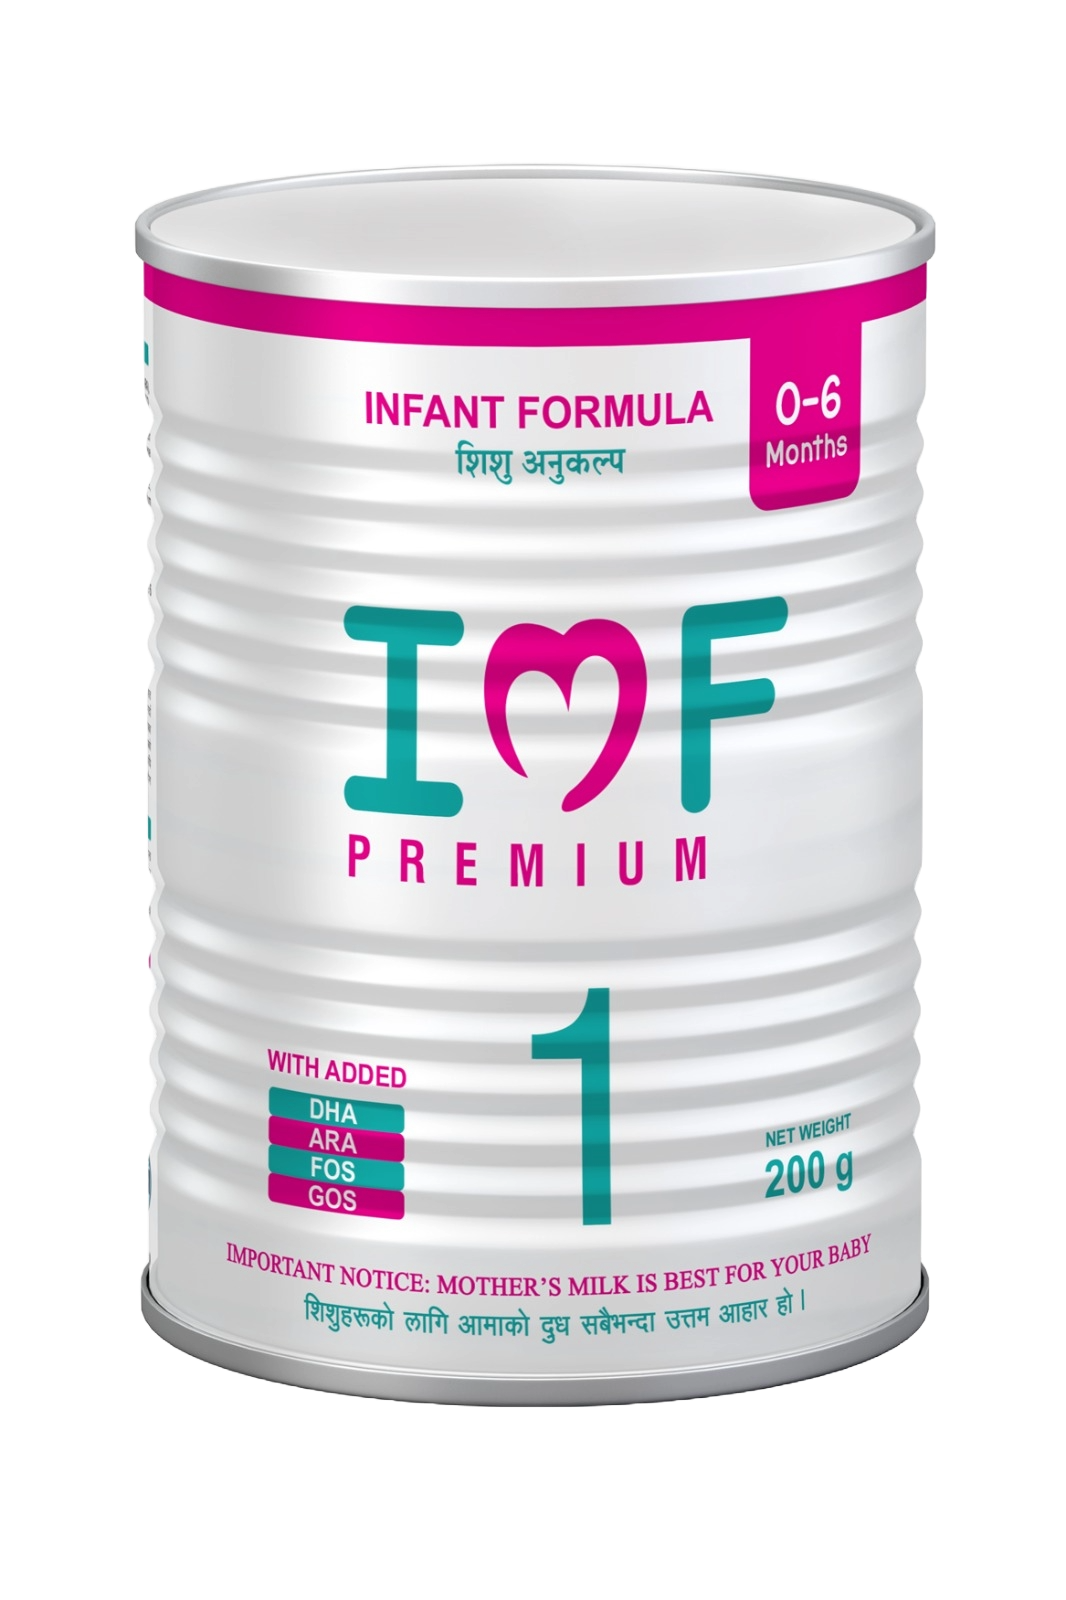 INFANT FORMULA
शिशु अनुकल्प
0-6
Months
IMF
PREMIUM
1
WITH ADDED
DHA
ARA
FOS
GOS
NET WEIGHT
200 g
IMPORTANT NOTICE: MOTHER'S MILK IS BEST FOR YOUR BABY
शिशुहरूको लागि आमाको दुध सबैभन्दा उत्तम आहार हो।